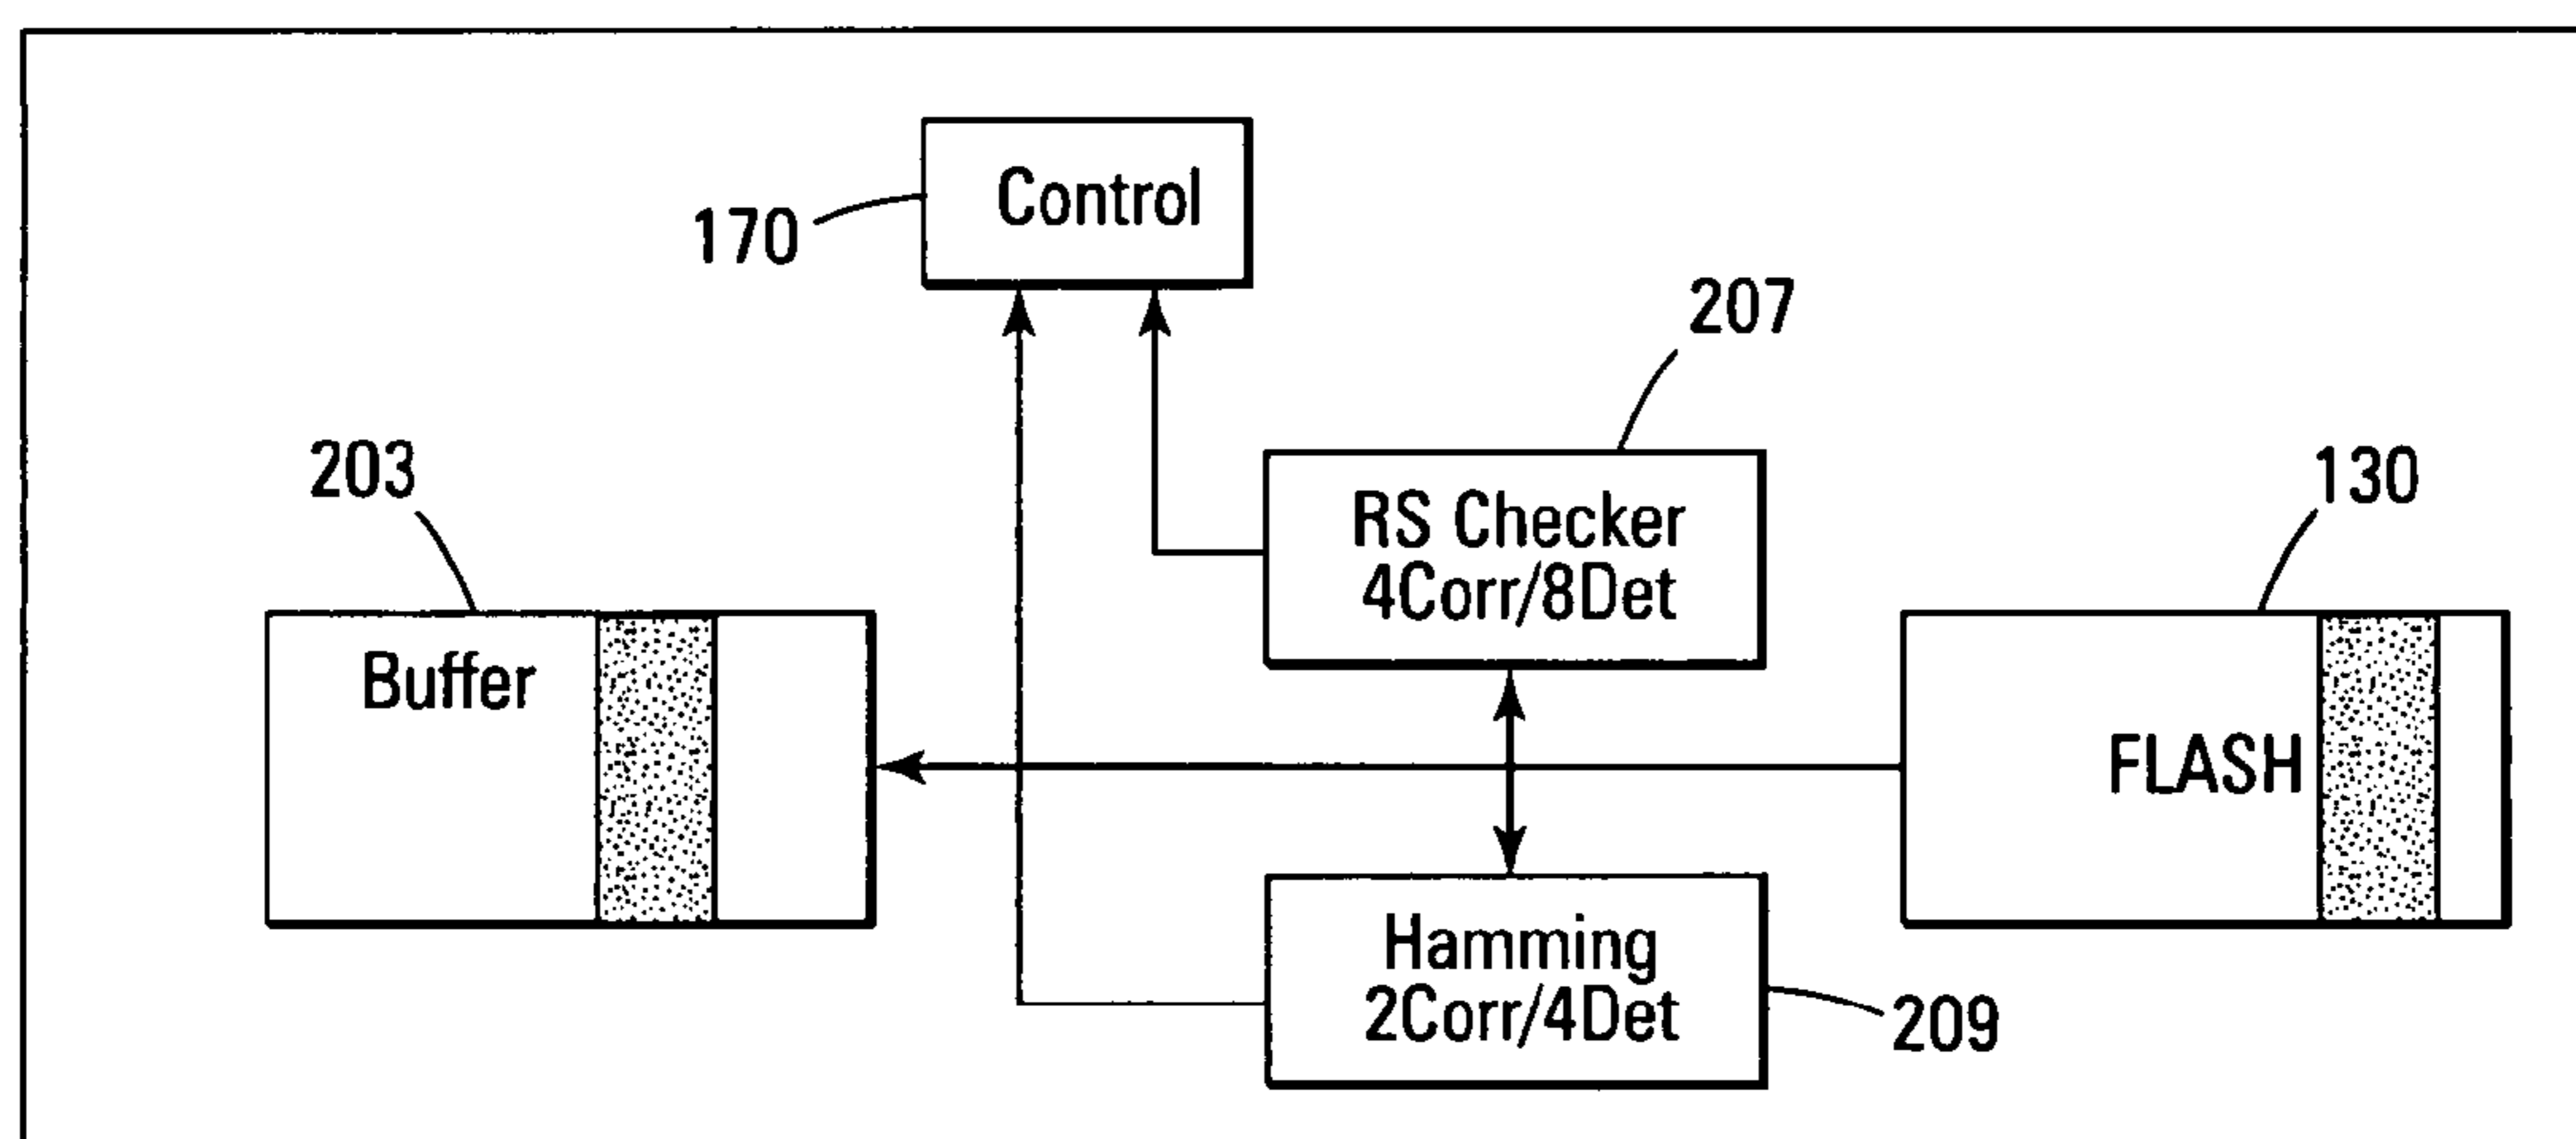 Control
170
207
RS Checker
4Corr/8Det
203
130
Buffer
FLASH
Hamming
2Corr/4Det
209